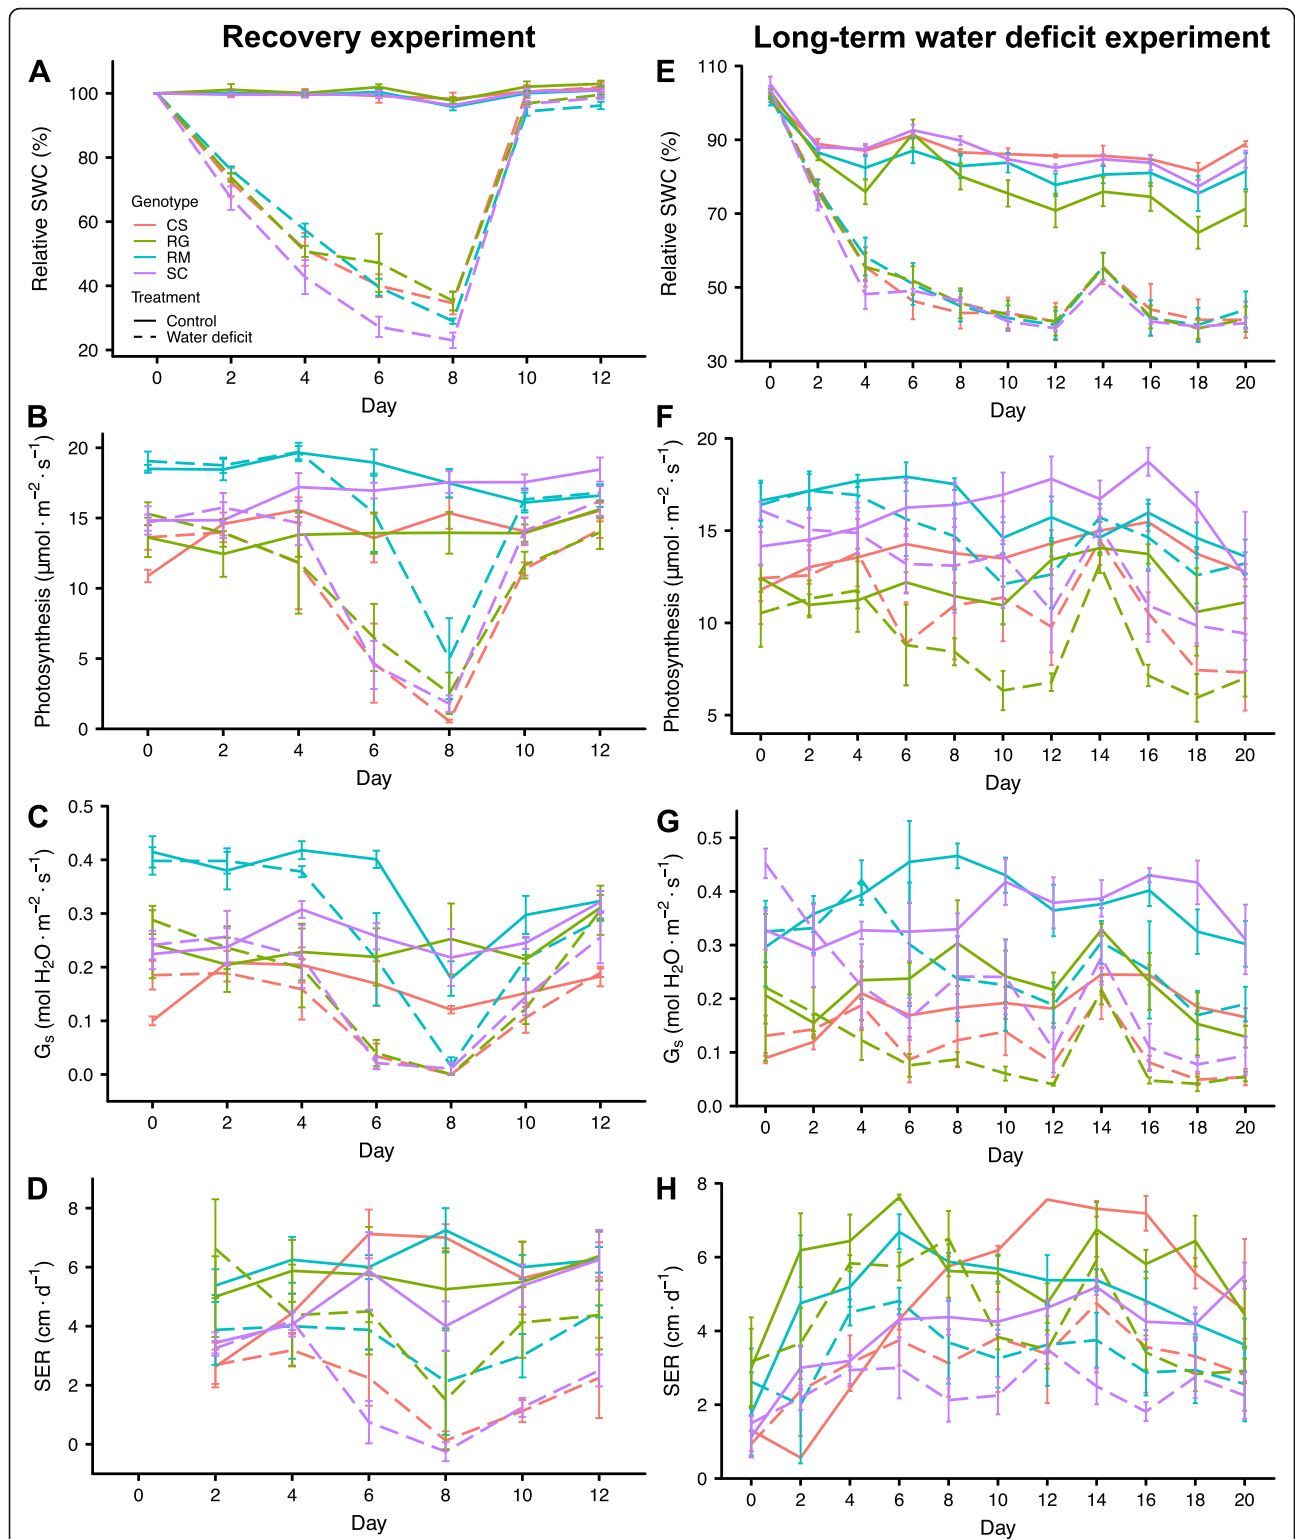 Recovery experiment
Long-term water deficit experiment
A
Relative SWC (%)
100
80
60
40
20
Genotype
CS
RG
RM
SC
Treatment
Control
Water deficit
0 2 4 6 8 10 12
Day
E
Relative SWC (%)
110
90
70
50
30
0 2 4 6 8 10 12 14 16 18 20
Day
B
Photosynthesis (µmol · m⁻² · s⁻¹)
20
15
10
5
0
0 2 4 6 8 10 12
Day
F
Photosynthesis (µmol · m⁻² · s⁻¹)
20
15
10
5
0 2 4 6 8 10 12 14 16 18 20
Day
C
Gₛ (mol H₂O · m⁻² · s⁻¹)
0.5
0.4
0.3
0.2
0.1
0.0
0 2 4 6 8 10 12
Day
G
Gₛ (mol H₂O · m⁻² · s⁻¹)
0.5
0.4
0.3
0.2
0.1
0.0
0 2 4 6 8 10 12 14 16 18 20
Day
D
SER (cm · d⁻¹)
8
6
4
2
0
0 2 4 6 8 10 12
Day
H
SER (cm · d⁻¹)
8
6
4
2
0
0 2 4 6 8 10 12 14 16 18 20
Day